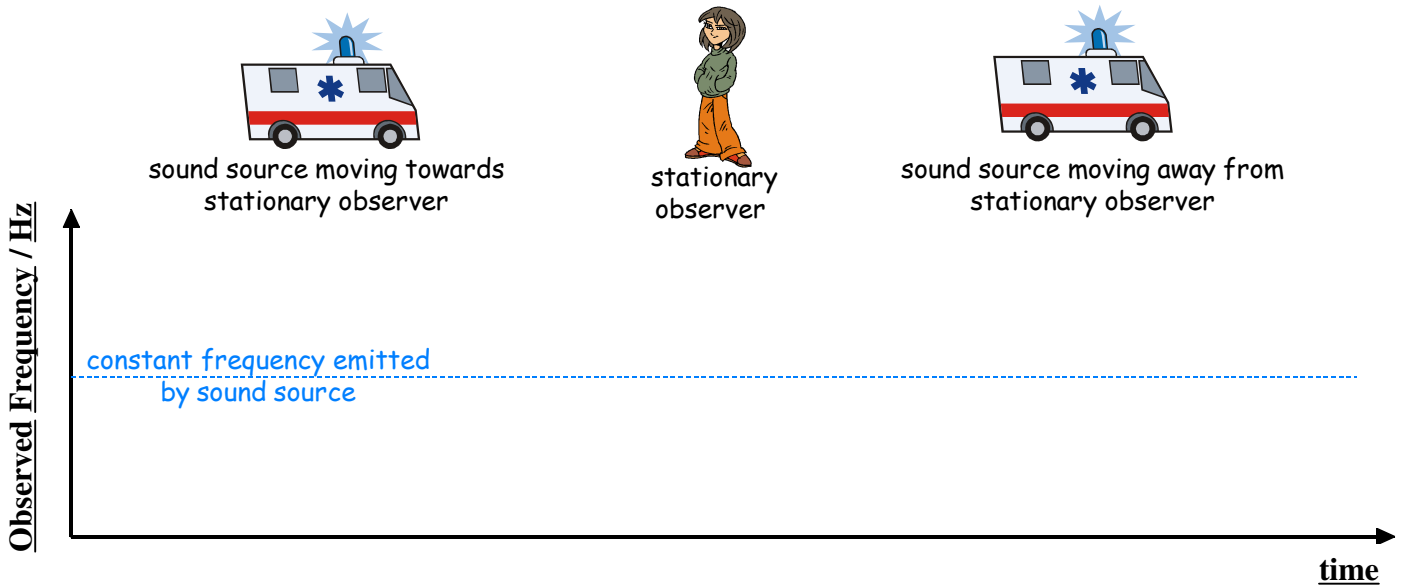 sound source moving towards
stationary observer
stationary
observer
sound source moving away from
stationary observer
Observed Frequency / Hz
constant frequency emitted
by sound source
time